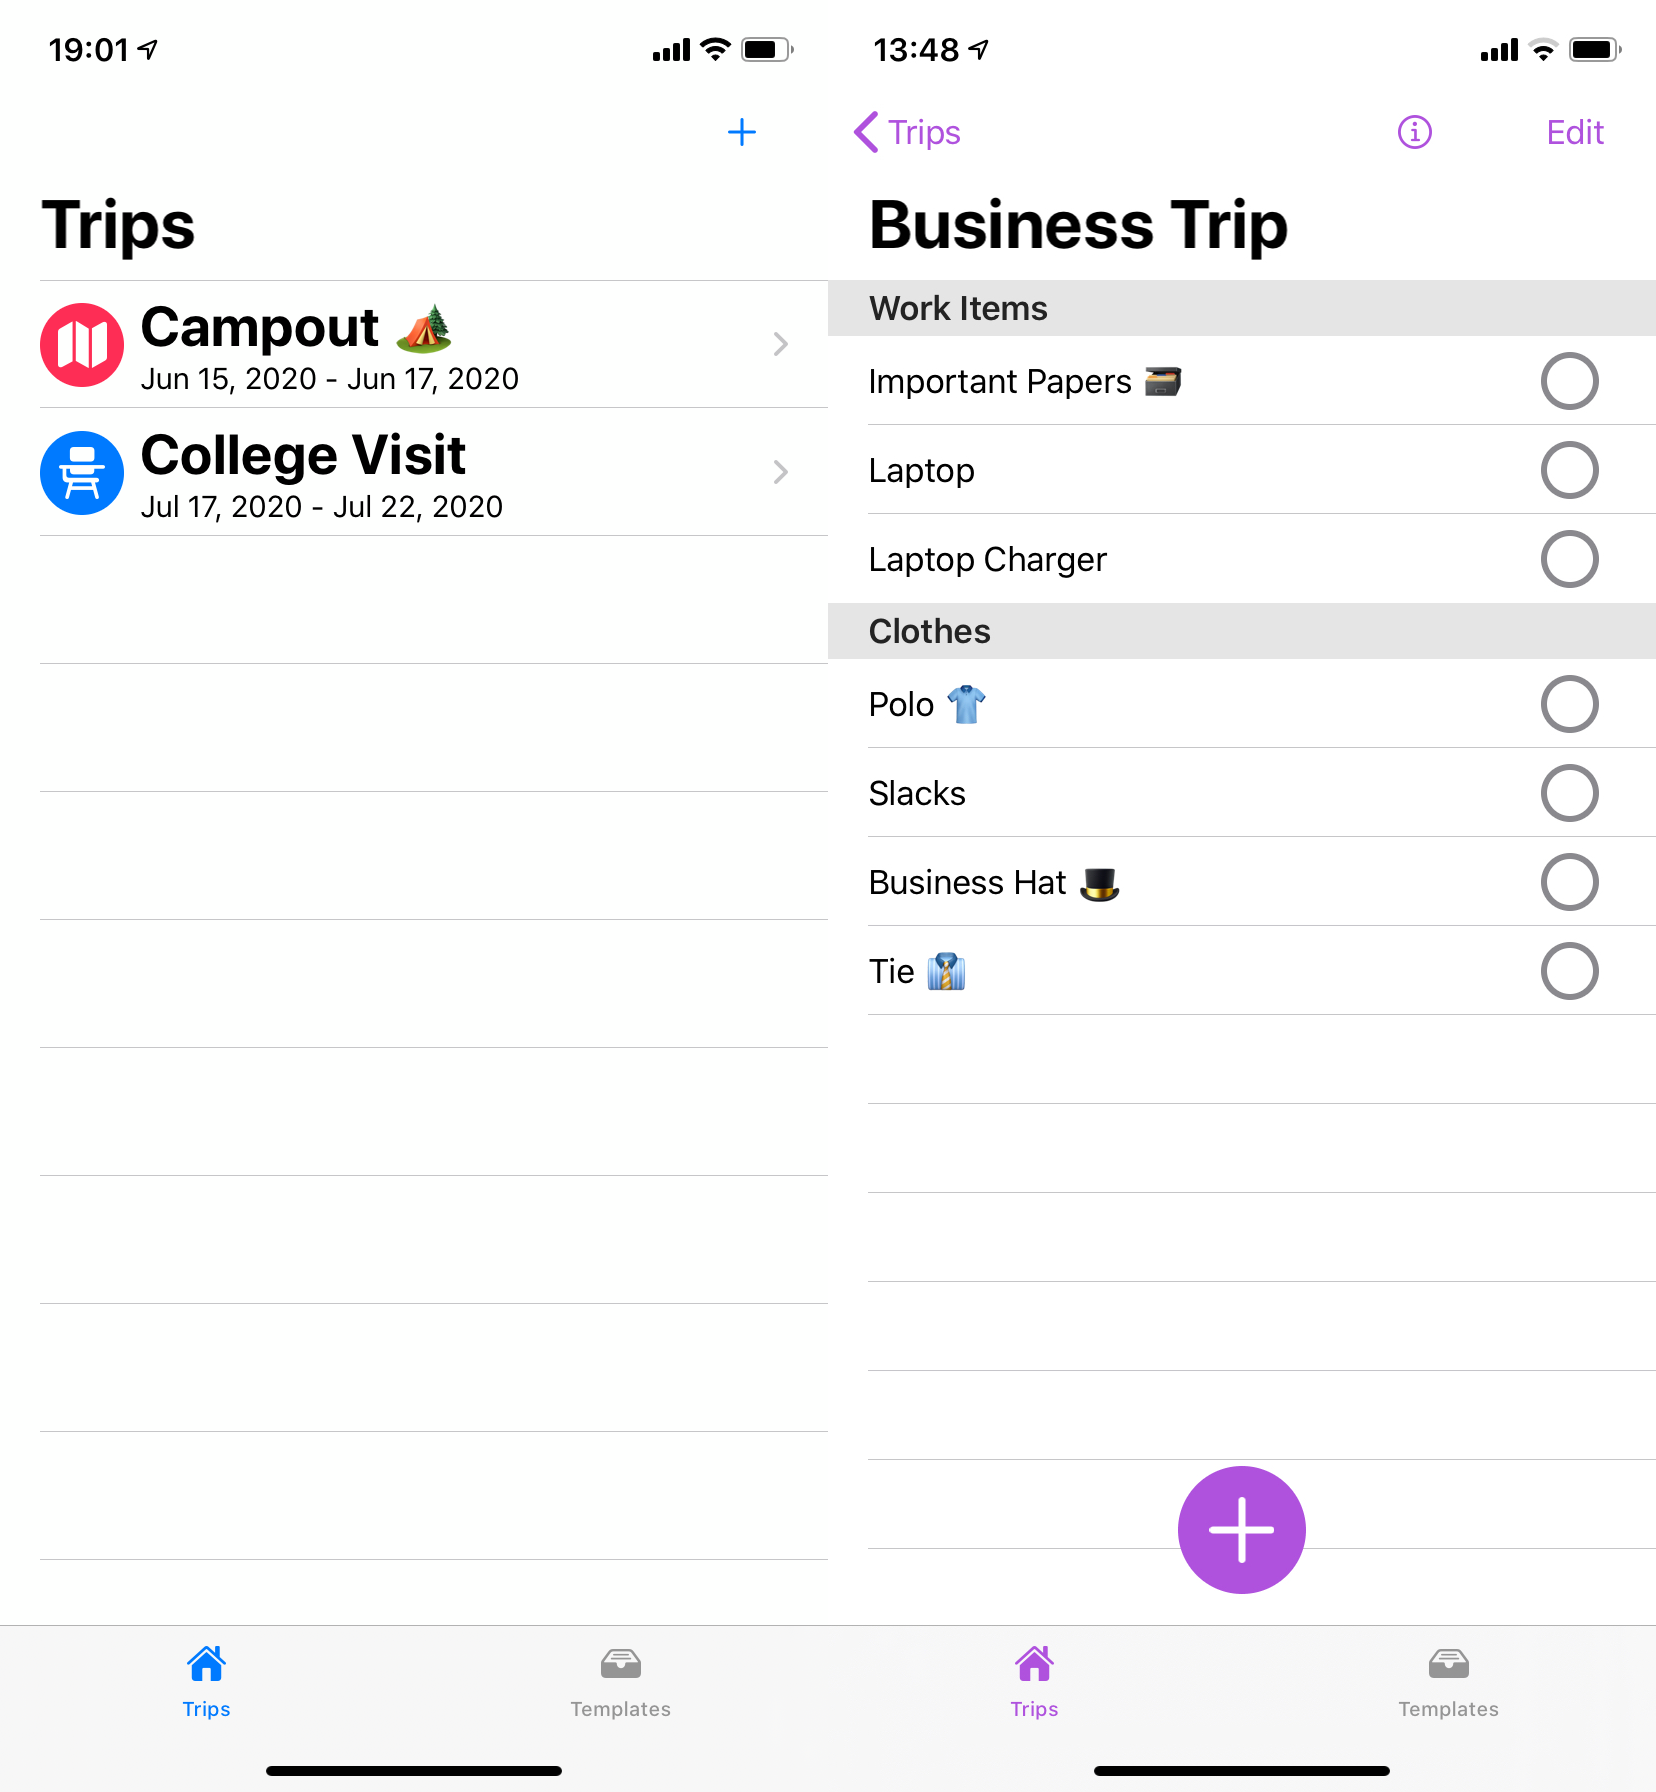 19:01
Trips
Campout 🏕️
Jun 15, 2020 - Jun 17, 2020
College Visit
Jul 17, 2020 - Jul 22, 2020
Trips
Templates
13:48
Trips
Edit
Business Trip
Work Items
Important Papers 🗃️
Laptop
Laptop Charger
Clothes
Polo 👕
Slacks
Business Hat 🎩
Tie 👔
Trips
Templates